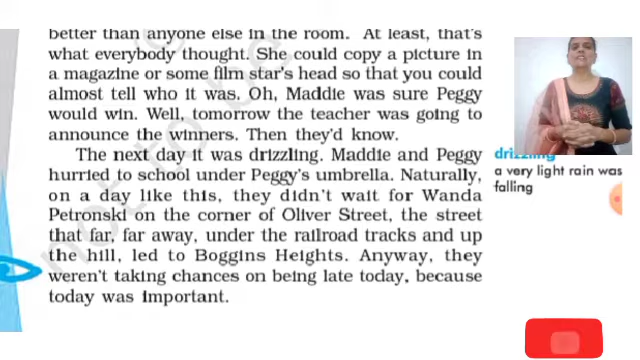 better than anyone else in the room. At least, that's
what everybody thought. She could copy a picture in
a magazine or some film star's head so that you could
almost tell who it was. Oh, Maddie was sure Peggy
would win. Well, tomorrow the teacher was going to
announce the winners. Then they'd know.
The next day it was drizzling. Maddie and Peggy
hurried to school under Peggy's umbrella. Naturally,
on a day like this, they didn't wait for Wanda
Petronski on the corner of Oliver Street, the street
that far, far away, under the railroad tracks and up
the hill, led to Boggins Heights. Anyway, they
weren't taking chances on being late today, because
today was important.
drizzling
a very light rain was
falling
not to be